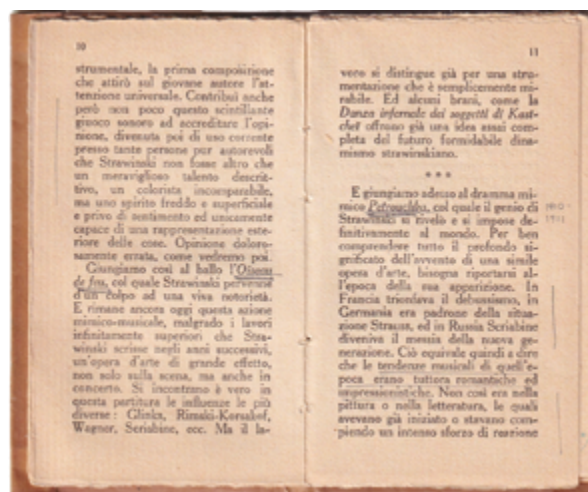 10
strumentale, la prima composizione
che attirò sul giovane autore l'at-
tenzione universale. Contribuì anche
però non poco questo scintillante
giuoco sonoro ad accreditare l'opi-
nione, divenuta poi di uso corrente
presso tante persone pur autorevoli
che Strawinski non fosse altro che
un meraviglioso talento descrit-
tivo, un colorista incomparabile,
ma uno spirito freddo e superficiale
e privo di sentimento ed unicamente
capace di una rappresentazione este-
riore delle cose. Opinione doloro-
samente errata, come vedremo poi.
Giungiamo così al ballo l'Oiseau
de feu, col quale Strawinski pervenne
d'un colpo ad una viva notorietà.
E rimane ancora oggi questa azione
mimico-musicale, malgrado i lavori
infinitamente superiori che Stra-
winski scrisse negli anni successivi,
un'opera d'arte di grande effetto,
non solo sulla scena, ma anche in
concerto. Si incontrano è vero in
questa partitura le influenze le più
diverse: Glinka, Rimski-Korsakof,
Wagner, Scriabine, ecc. Ma il la-
11
voro si distingue già per una stru-
mentazione che è semplicemente mi-
rabile. Ed alcuni brani, come la
Danza infernale dei soggetti di Kast-
chef offrono già una idea assai com-
pleta del futuro formidabile dina-
mismo strawinskiano.
* * *
E giungiamo adesso al dramma mi-
mico Petrouchka, col quale il genio di
Strawinski si rivelò e si impose de-
finitivamente al mondo. Per ben
comprendere tutto il profondo si-
gnificato dell'avvento di una simile
opera d'arte, bisogna riportarsi al-
l'epoca della sua apparizione. In
Francia trionfava il debussismo, in
Germania era padrone della situa-
zione Strauss, ed in Russia Scriabine
diveniva il messia della nuova ge-
nerazione. Ciò equivale quindi a dire
che le tendenze musicali di quell'e-
poca erano tuttora romantiche ed
impressionistiche. Non così era nella
pittura o nella letteratura, le quali
avevano già iniziato o stavano com-
piendo un intenso sforzo di reazione
1910-
1911